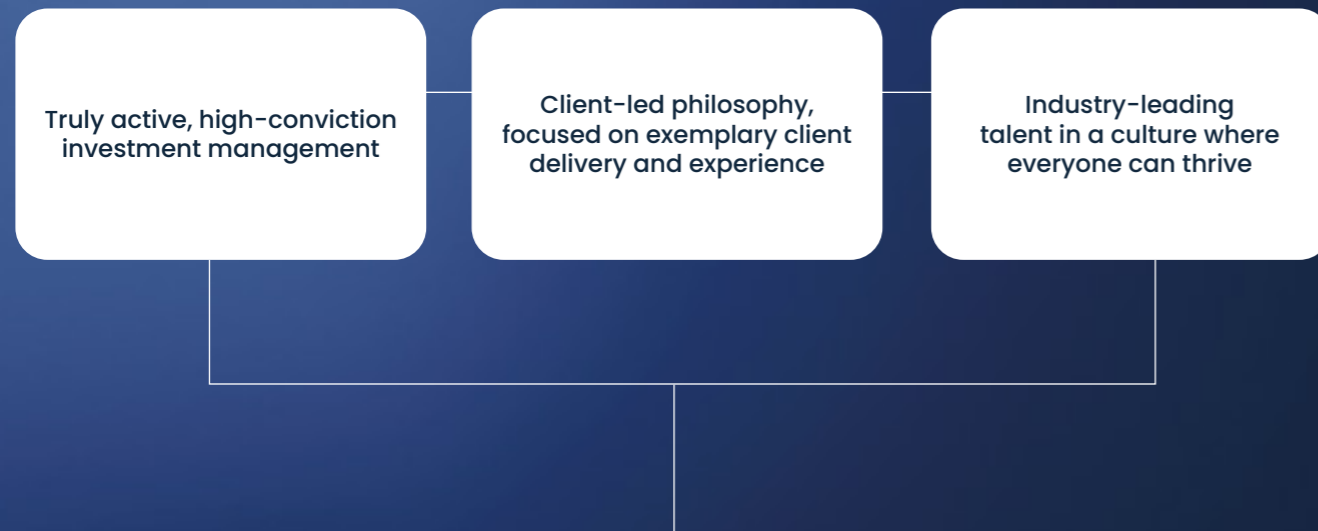 Truly active, high-conviction
investment management
Client-led philosophy,
focused on exemplary client
delivery and experience
Industry-leading
talent in a culture where
everyone can thrive